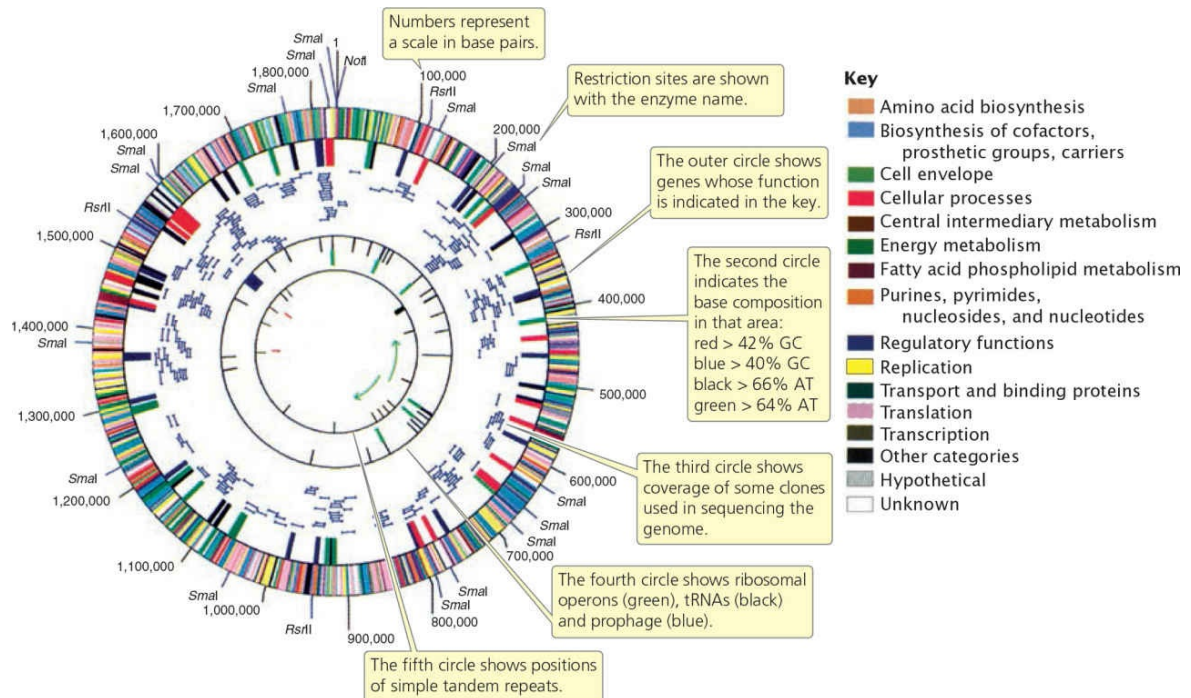 Numbers represent
a scale in base pairs.
SmaI
1
SmaI
NotI
1,800,000
100,000
SmaI
RsrII
SmaI
1,700,000
200,000
1,600,000
SmaI
SmaI
SmaI
SmaI
RsrII
300,000
RsrII
1,500,000
400,000
1,400,000
SmaI
500,000
1,300,000
SmaI
600,000
1,200,000
SmaI
SmaI
SmaI
700,000
1,100,000
SmaI
SmaI
SmaI
1,000,000
800,000
RsrII
900,000
Restriction sites are shown
with the enzyme name.
The outer circle shows
genes whose function
is indicated in the key.
The second circle
indicates the
base composition
in that area:
red > 42% GC
blue > 40% GC
black > 66% AT
green > 64% AT
The third circle shows
coverage of some clones
used in sequencing the
genome.
The fourth circle shows ribosomal
operons (green), tRNAs (black)
and prophage (blue).
The fifth circle shows positions
of simple tandem repeats.
Key
Amino acid biosynthesis
Biosynthesis of cofactors,
prosthetic groups, carriers
Cell envelope
Cellular processes
Central intermediary metabolism
Energy metabolism
Fatty acid phospholipid metabolism
Purines, pyrimides,
nucleosides, and nucleotides
Regulatory functions
Replication
Transport and binding proteins
Translation
Transcription
Other categories
Hypothetical
Unknown